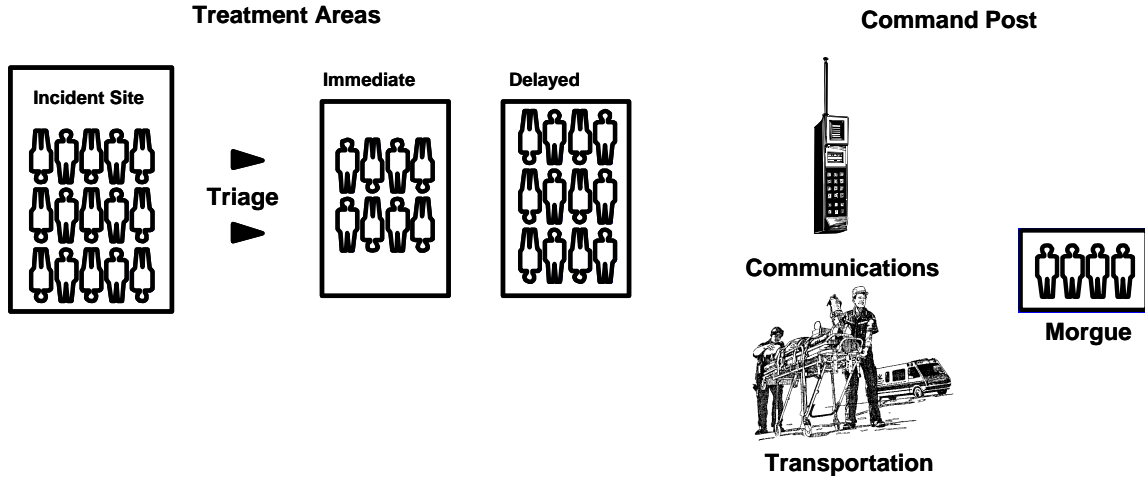 Treatment Areas
Command Post
Incident Site
Immediate
Delayed
Triage
Communications
Morgue
Transportation